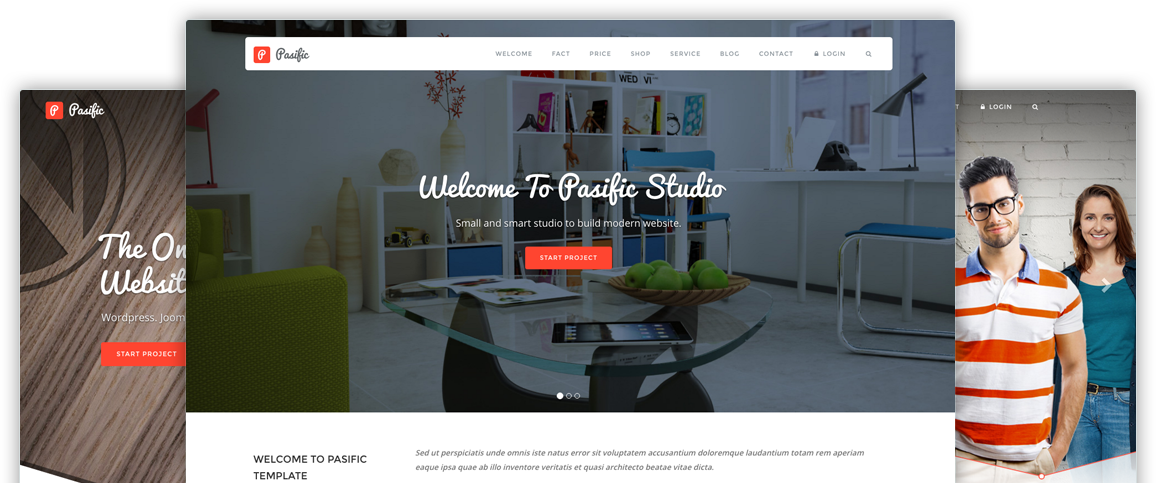 P Pasific
WELCOME FACT PRICE SHOP SERVICE BLOG CONTACT LOGIN
WED VI
Welcome To Pasific Studio
Small and smart studio to build modern website.
START PROJECT
WELCOME TO PASIFIC
TEMPLATE
Sed ut perspiciatis unde omnis iste natus error sit voluptatem accusantium doloremque laudantium totam rem aperiam
eaque ipsa quae ab illo inventore veritatis et quasi architecto beatae vitae dicta.
P Pasific
The On
Websit
Wordpress. Joom
START PROJECT
T LOGIN